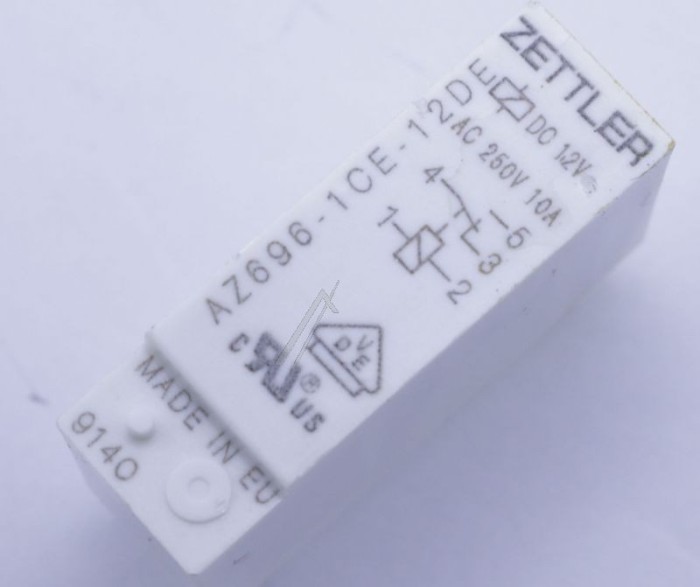 ZETTLER
DC 12V
AC 250V 10A
AZ696-1CE-12DE
4
1
5
3
2
c RU ® US
D V E
MADE IN EU
9140